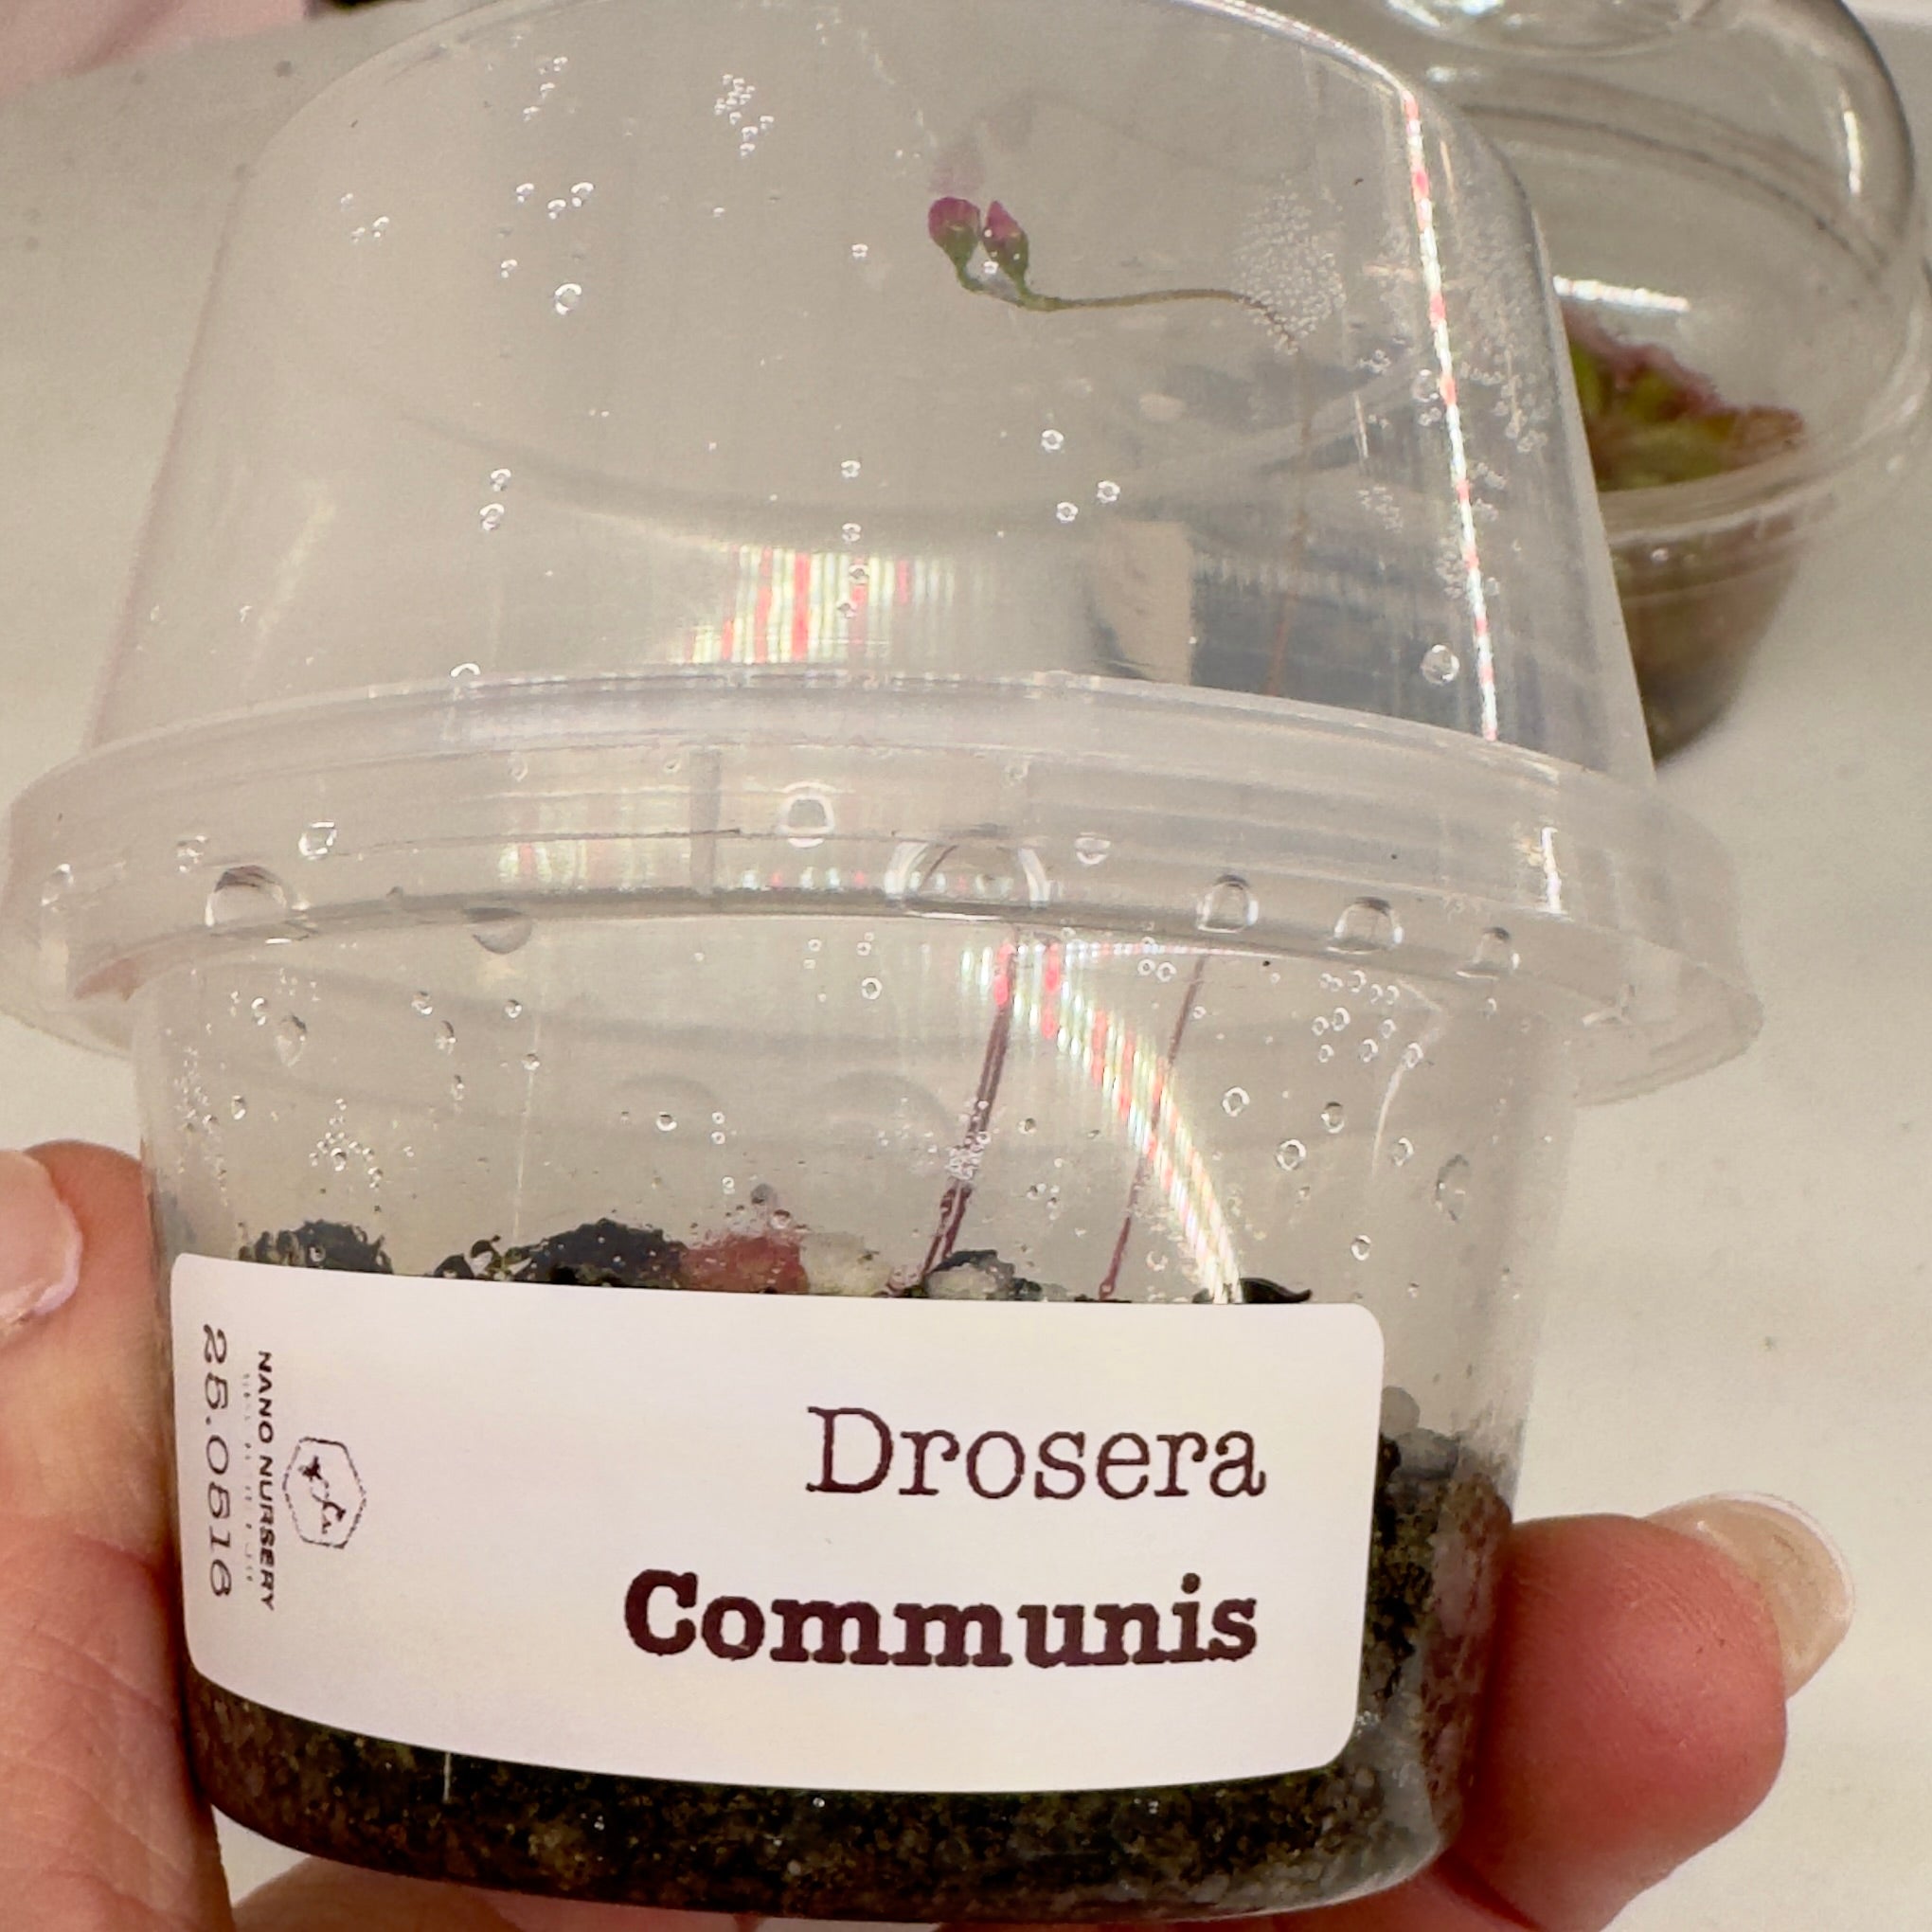 Drosera
Communis
NANO NURSERY
25.0516